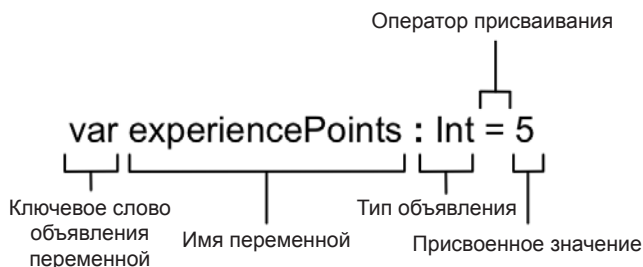 Оператор присваивания
var experiencePoints : Int = 5
Ключевое слово
объявления
переменной
Имя переменной
Тип объявления
Присвоенное значение